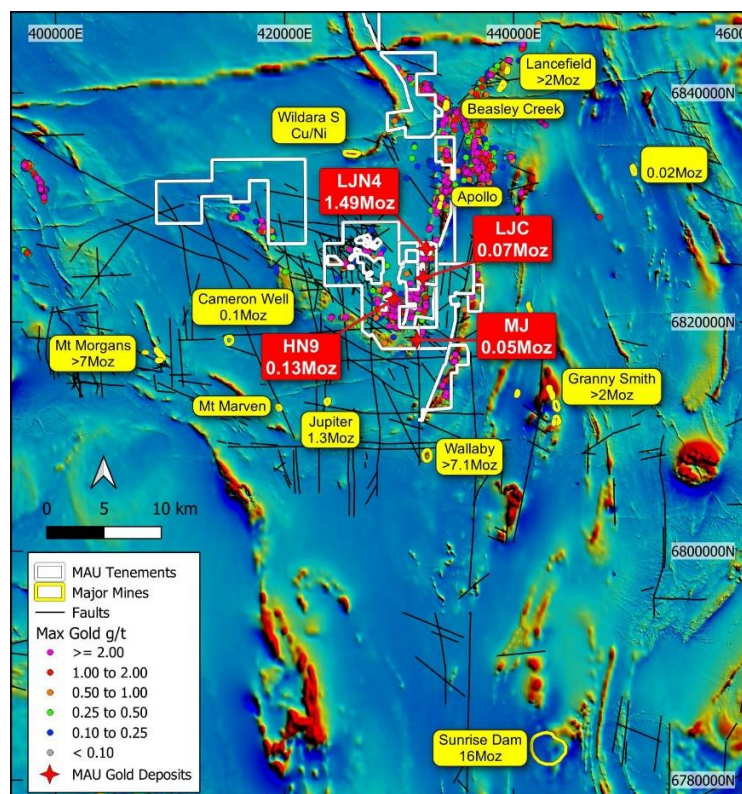 400000
420000
440000
4600
Lancefield
>2Moz
6840000N
Beasley Creek
Wildara S
Cu/Ni
LJN4
1.49Moz
0.02Moz
Apollo
LJC
0.07Moz
Cameron Well
0.1Moz
6820000N
Mt Morgans
>7Moz
HN9
0.13Moz
MJ
0.05Moz
Granny Smith
>2Moz
Mt Marven
Jupiter
1.3Moz
Wallaby
>7.1Moz
0 5 10 km
6800000N
MAU Tenements
Major Mines
Faults
Max Gold g/t
>= 2.00
1.00 to 2.00
0.50 to 1.00
0.25 to 0.50
0.10 to 0.25
< 0.10
MAU Gold Deposits
Sunrise Dam
16Moz
6780000N